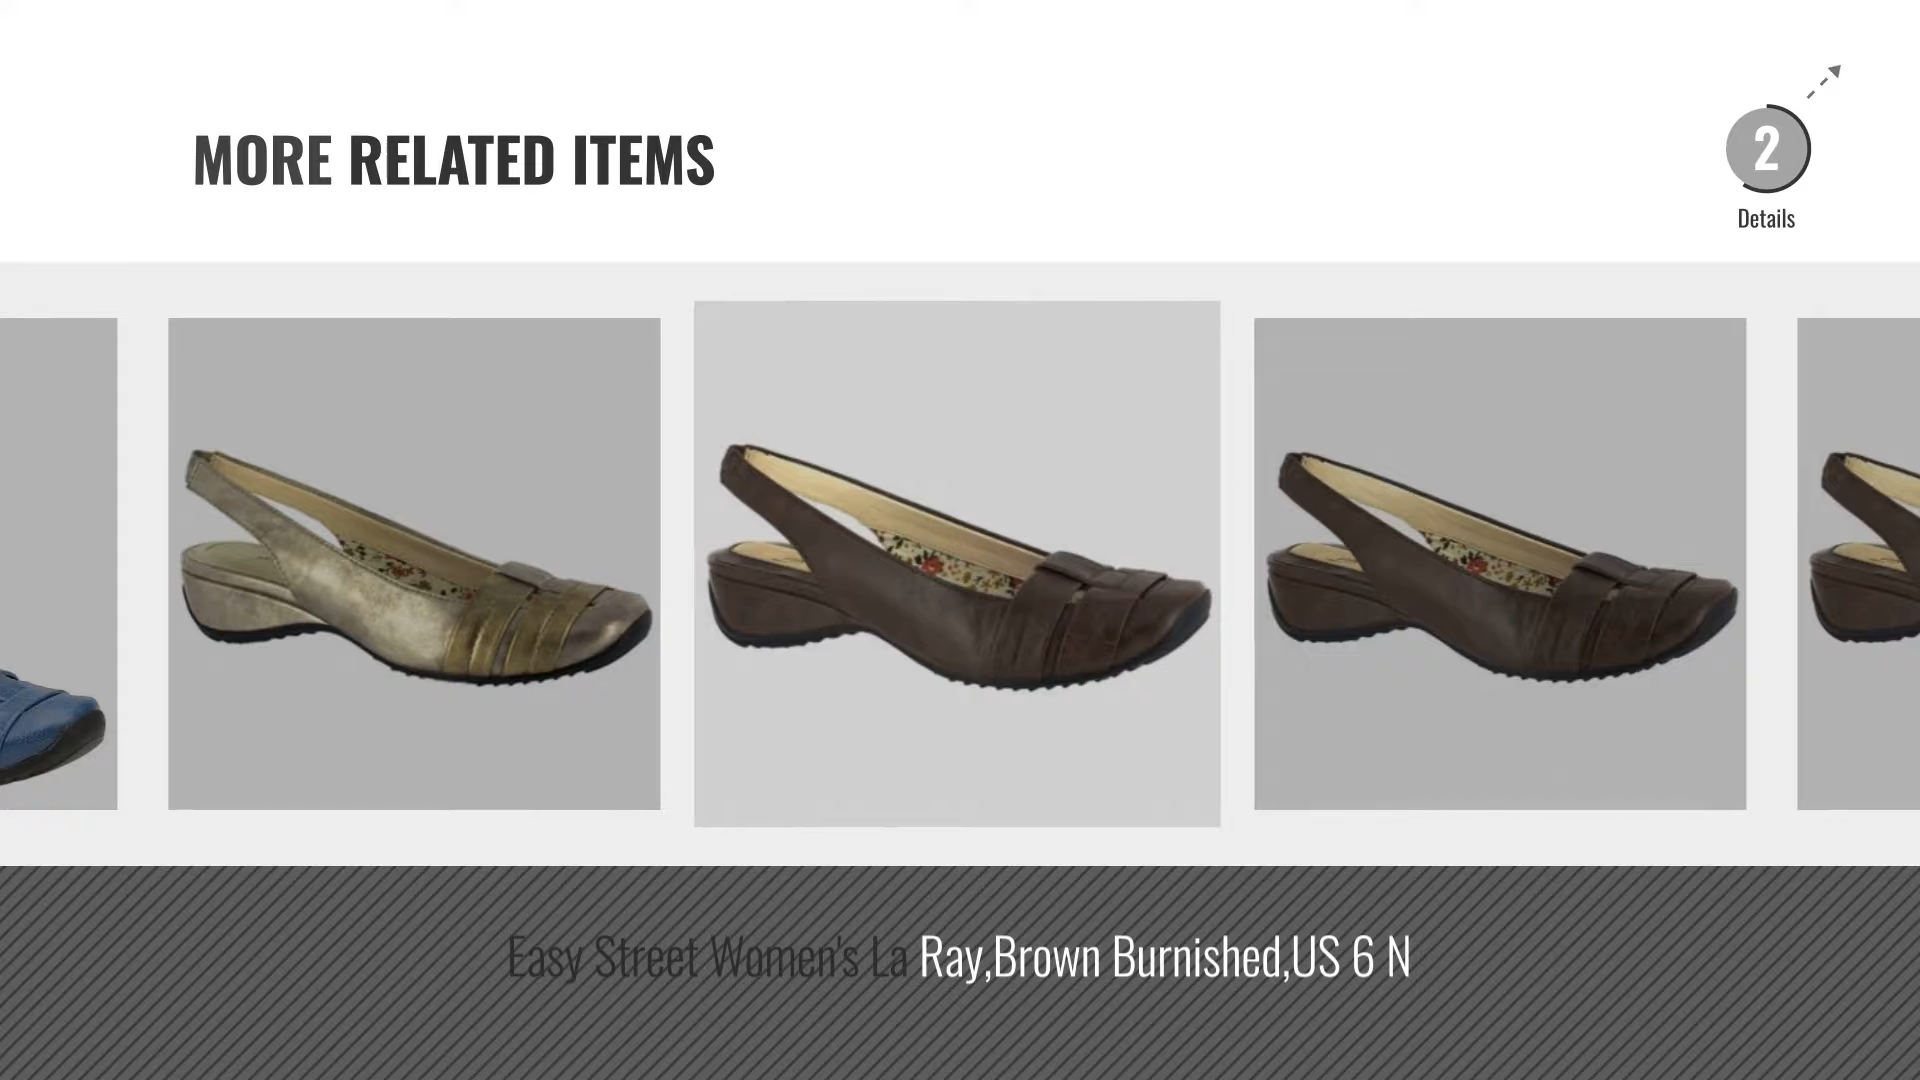 MORE RELATED ITEMS
2
Details
Easy Street Women's La Ray,Brown Burnished,US 6 N